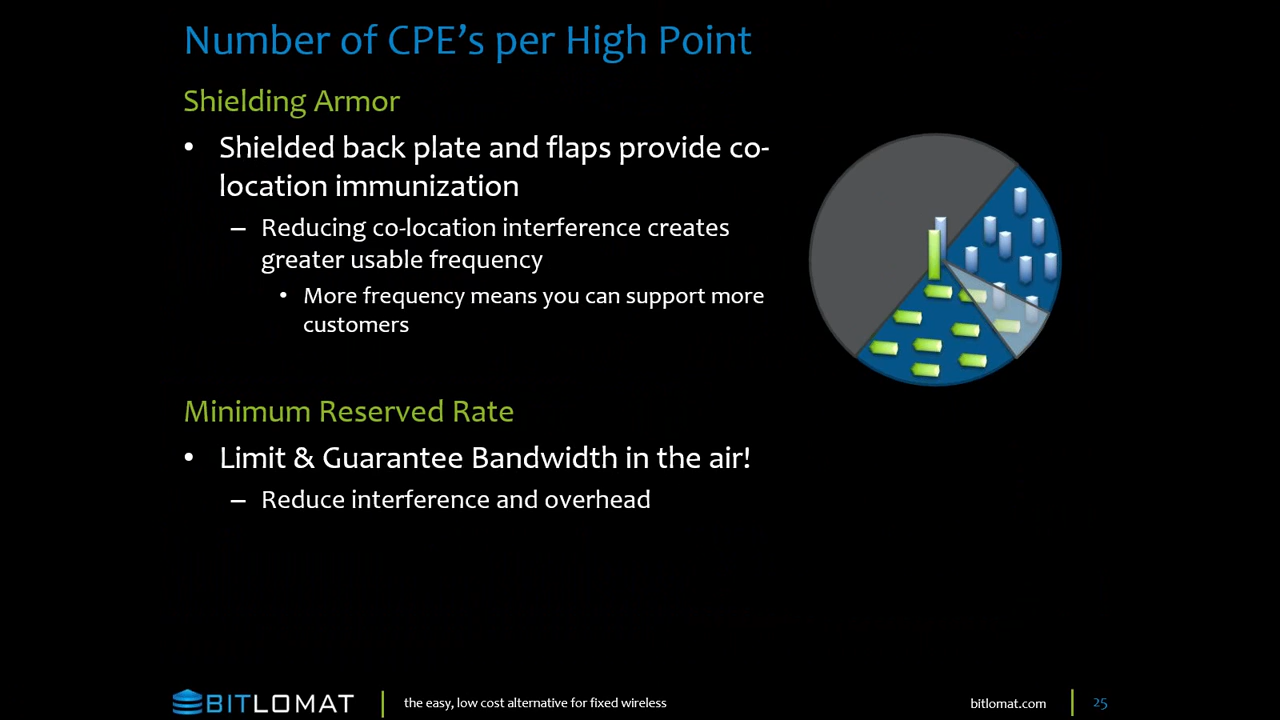 Number of CPE’s per High Point
Shielding Armor
• Shielded back plate and flaps provide co-
location immunization
– Reducing co-location interference creates
greater usable frequency
• More frequency means you can support more
customers
Minimum Reserved Rate
• Limit & Guarantee Bandwidth in the air!
– Reduce interference and overhead
BITLOMAT
the easy, low cost alternative for fixed wireless
bitlomat.com
25